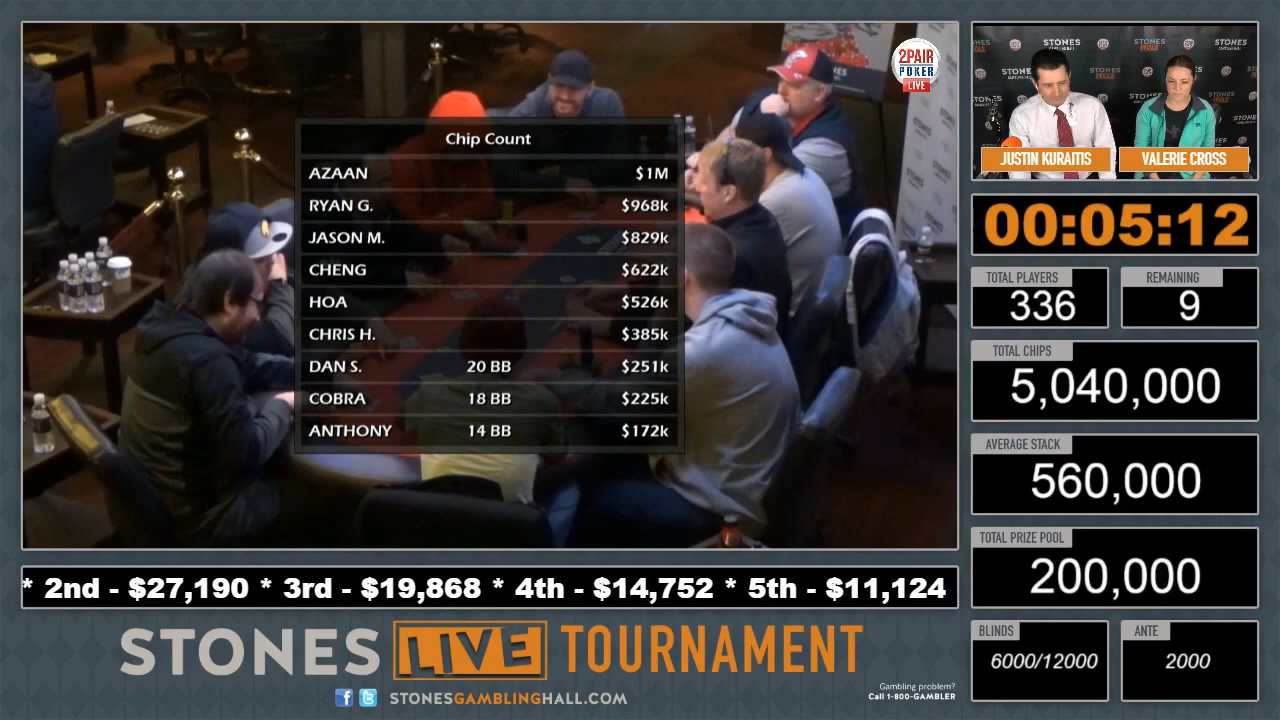 2PAIR
POKER
LIVE
Chip Count
AZAAN $1M
RYAN G. $968k
JASON M. $829k
CHENG $622k
HOA $526k
CHRIS H. $385k
DAN S. 20 BB $251k
COBRA 18 BB $225k
ANTHONY 14 BB $172k
STONES
STONES
STONES
JUSTIN KURAITIS
VALERIE CROSS
00:05:12
TOTAL PLAYERS
336
REMAINING
9
TOTAL CHIPS
5,040,000
AVERAGE STACK
560,000
TOTAL PRIZE POOL
200,000
BLINDS
6000/12000
ANTE
2000
* 2nd - $27,190 * 3rd - $19,868 * 4th - $14,752 * 5th - $11,124
STONES LIVE TOURNAMENT
STONESGAMBLINGHALL.COM
Gambling problem?
Call 1-800-GAMBLER